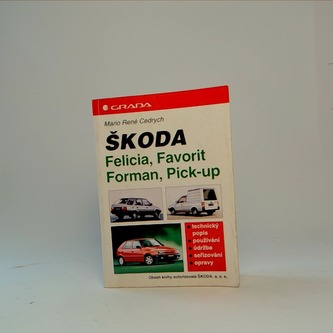 GRADA
Mario René Cedrych
ŠKODA
Felicia, Favorit
Forman, Pick-up
technický
popis
používání
údržba
seřizování
opravy
Obsah knihy autorizovala ŠKODA, a. a. s.